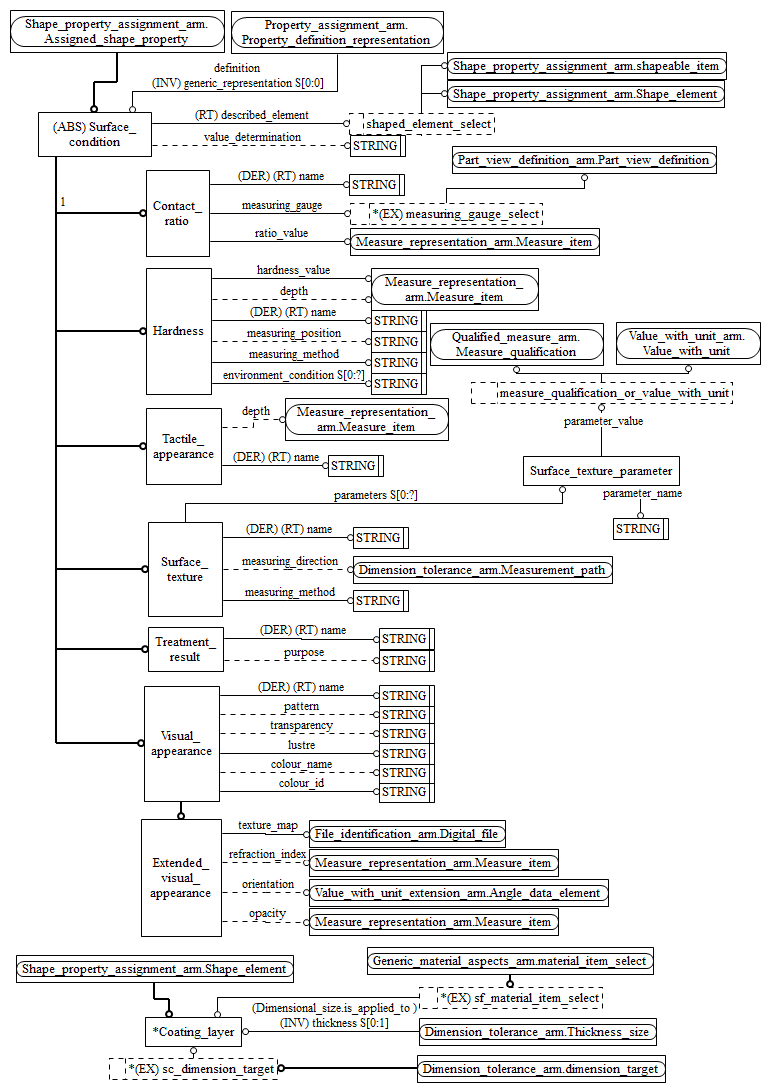 Shape_property_assignment_arm.
Assigned_shape_property
Property_assignment_arm.
Property_definition_representation
definition
(INV) generic_representation S[0:0]
Shape_property_assignment_arm.shapeable_item
Shape_property_assignment_arm.Shape_element
(ABS) Surface_
condition
(RT) described_element
shaped_element_select
value_determination
STRING
Part_view_definition_arm.Part_view_definition
1
Contact_
ratio
(DER) (RT) name
STRING
measuring_gauge
*(EX) measuring_gauge_select
ratio_value
Measure_representation_arm.Measure_item
Hardness
hardness_value
depth
Measure_representation_
arm.Measure_item
(DER) (RT) name
STRING
measuring_position
STRING
measuring_method
STRING
environment_condition S[0:?]
STRING
Qualified_measure_arm.
Measure_qualification
Value_with_unit_arm.
Value_with_unit
measure_qualification_or_value_with_unit
parameter_value
Tactile_
appearance
depth
Measure_representation_
arm.Measure_item
(DER) (RT) name
STRING
Surface_texture_parameter
parameters S[0:?]
parameter_name
STRING
Surface_
texture
(DER) (RT) name
STRING
measuring_direction
Dimension_tolerance_arm.Measurement_path
measuring_method
STRING
Treatment_
result
(DER) (RT) name
STRING
purpose
STRING
Visual_
appearance
(DER) (RT) name
STRING
pattern
STRING
transparency
STRING
lustre
STRING
colour_name
STRING
colour_id
STRING
Extended_
visual_
appearance
texture_map
File_identification_arm.Digital_file
refraction_index
Measure_representation_arm.Measure_item
orientation
Value_with_unit_extension_arm.Angle_data_element
opacity
Measure_representation_arm.Measure_item
Shape_property_assignment_arm.Shape_element
Generic_material_aspects_arm.material_item_select
*(EX) sf_material_item_select
*Coating_layer
(Dimensional_size.is_applied_to )
(INV) thickness S[0:1]
Dimension_tolerance_arm.Thickness_size
*(EX) sc_dimension_target
Dimension_tolerance_arm.dimension_target